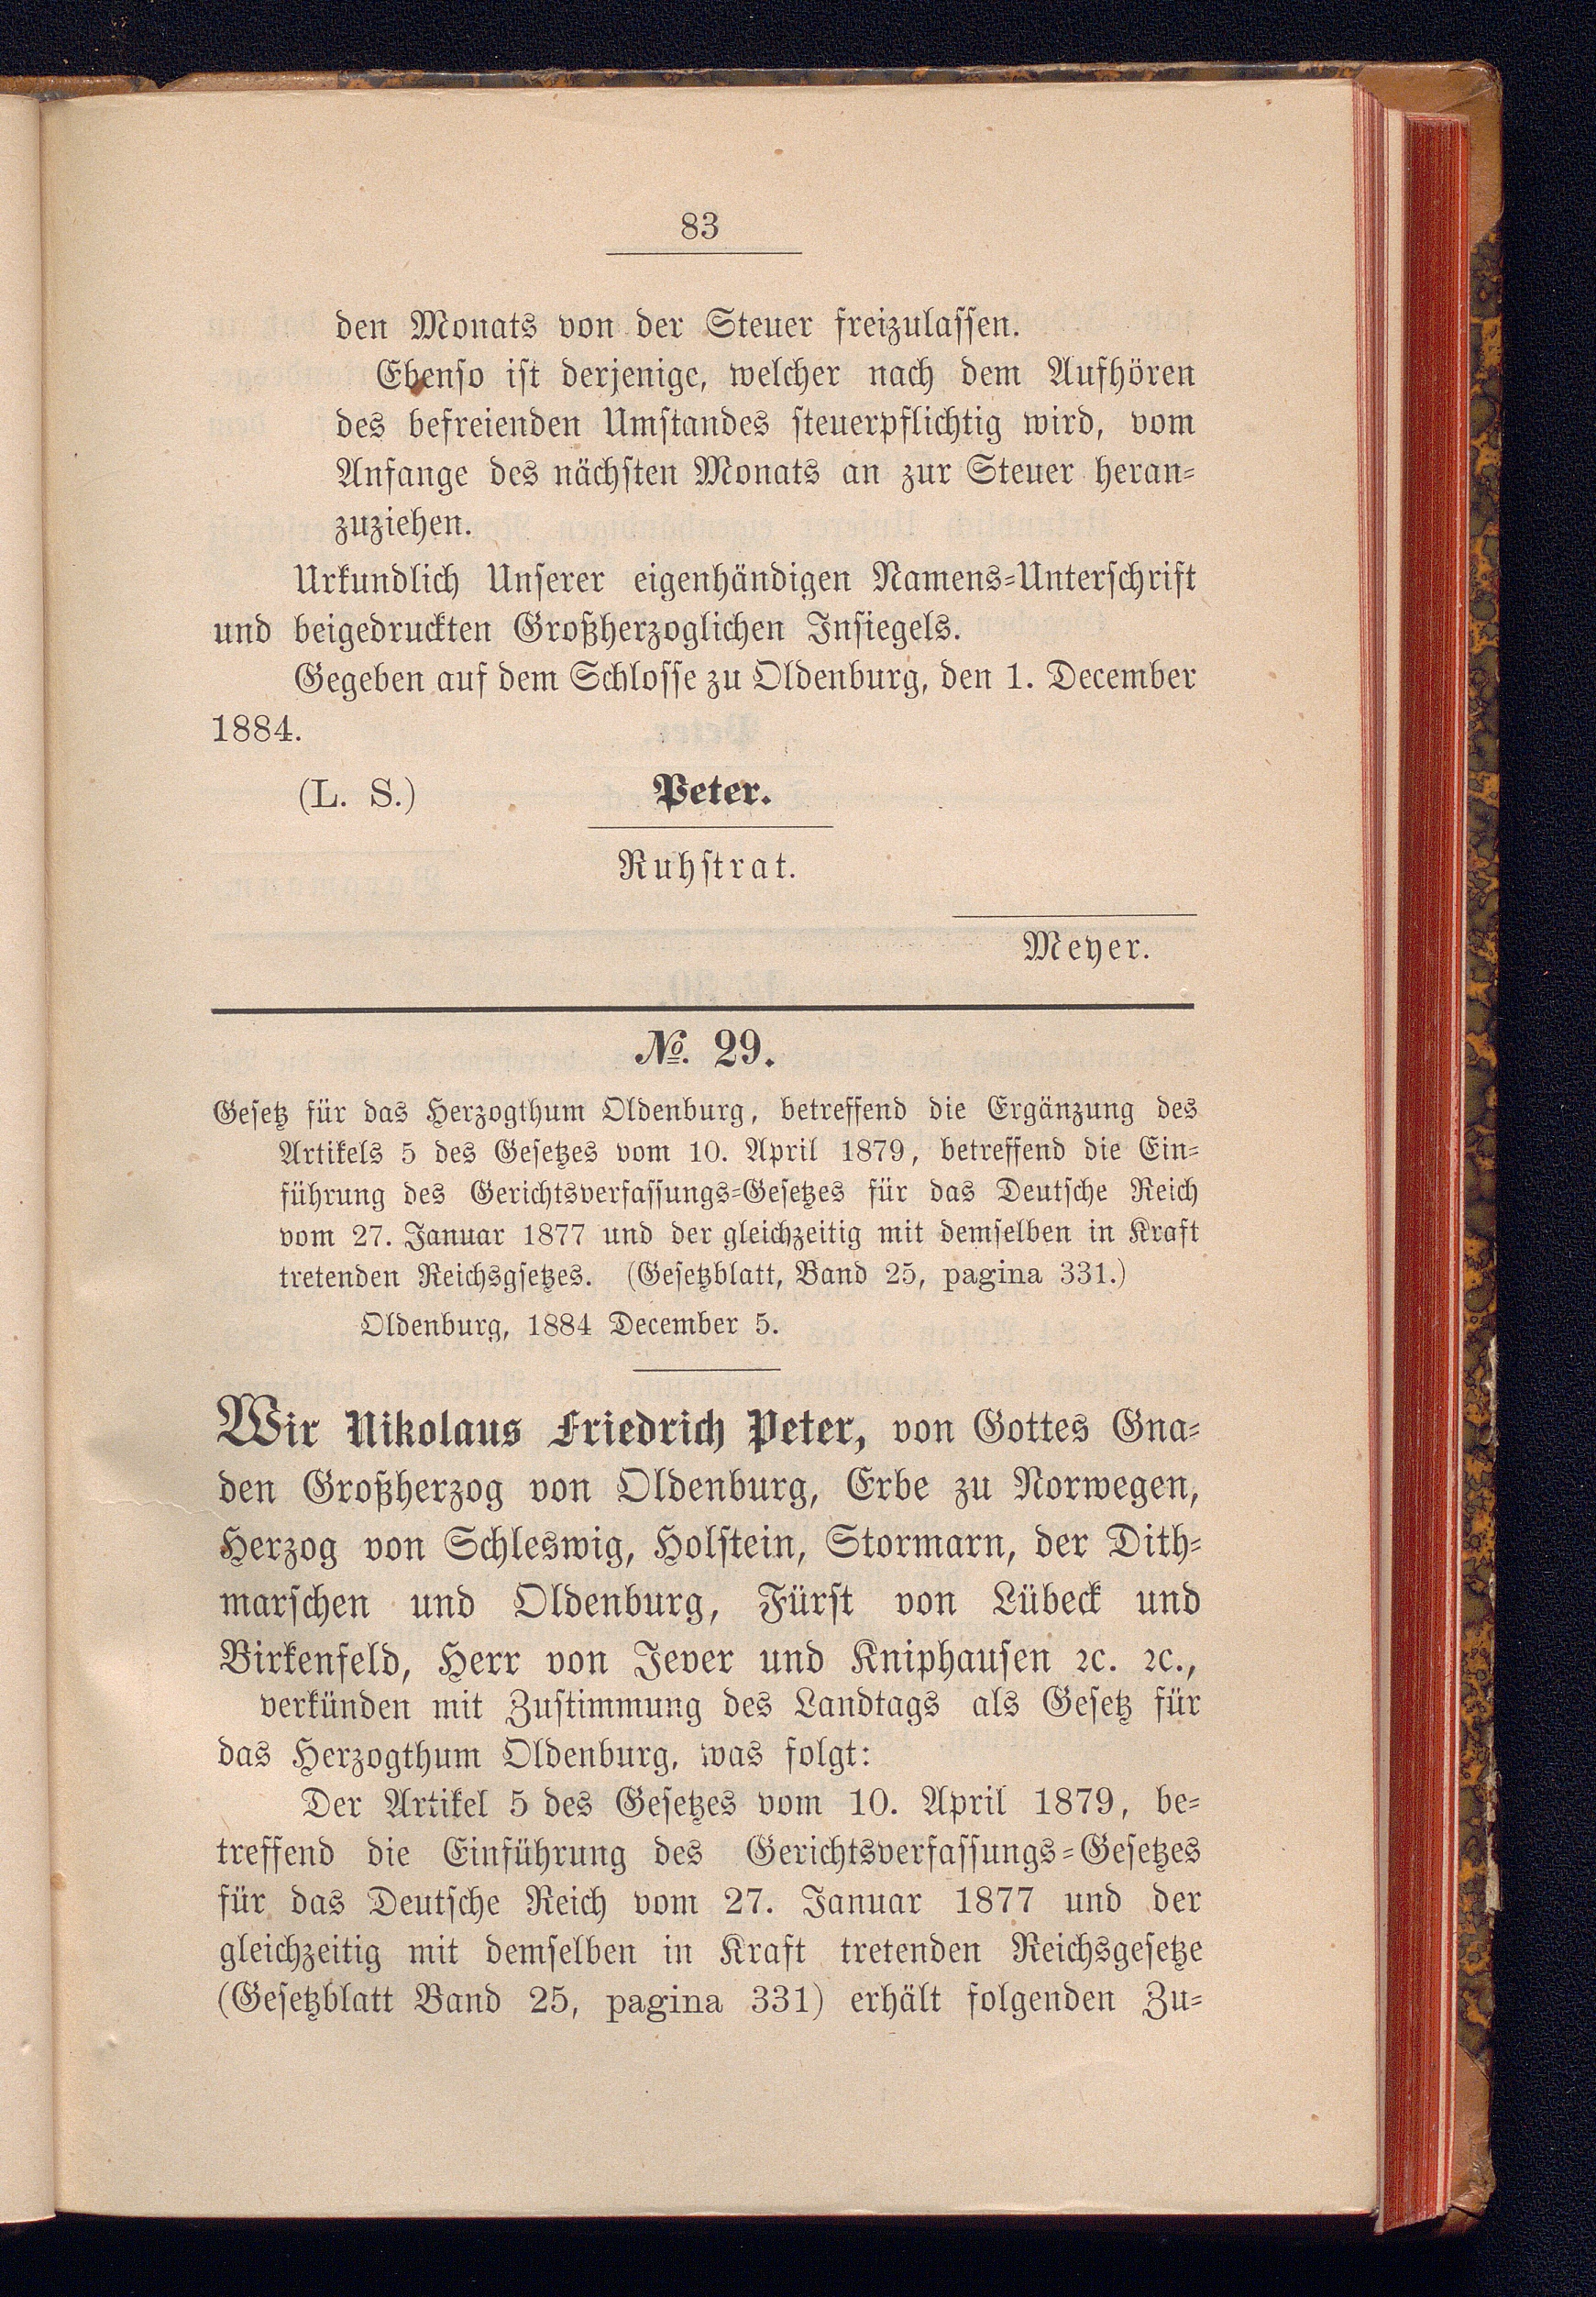 83
den Monats von der Steuer freizulassen.
Ebenso ist derjenige, welcher nach dem Aufhören
des befreienden Umstandes steuerpflichtig wird, vom
Anfange des nächsten Monats an zur Steuer heran-
zuziehen.
Urkundlich Unserer eigenhändigen Namens-Unterschrift
und beigedruckten Großherzoglichen Insiegels.
Gegeben auf dem Schlosse zu Oldenburg, den 1. December
1884.
(L. S.) Peter.
Ruhstrat.
Meyer.
№. 29.
Gesetz für das Herzogthum Oldenburg, betreffend die Ergänzung des
Artikels 5 des Gesetzes vom 10. April 1879, betreffend die Ein-
führung des Gerichtsverfassungs-Gesetzes für das Deutsche Reich
vom 27. Januar 1877 und der gleichzeitig mit demselben in Kraft
tretenden Reichsgsetzes. (Gesetzblatt, Band 25, pagina 331.)
Oldenburg, 1884 December 5.
Wir Nikolaus Friedrich Peter, von Gottes Gna-
den Großherzog von Oldenburg, Erbe zu Norwegen,
Herzog von Schleswig, Holstein, Stormarn, der Dith-
marschen und Oldenburg, Fürst von Lübeck und
Birkenfeld, Herr von Jever und Kniphausen ꝛc. ꝛc.,
verkünden mit Zustimmung des Landtags als Gesetz für
das Herzogthum Oldenburg, was folgt:
Der Artikel 5 des Gesetzes vom 10. April 1879, be-
treffend die Einführung des Gerichtsverfassungs-Gesetzes
für das Deutsche Reich vom 27. Januar 1877 und der
gleichzeitig mit demselben in Kraft tretenden Reichsgesetze
(Gesetzblatt Band 25, pagina 331) erhält folgenden Zu-